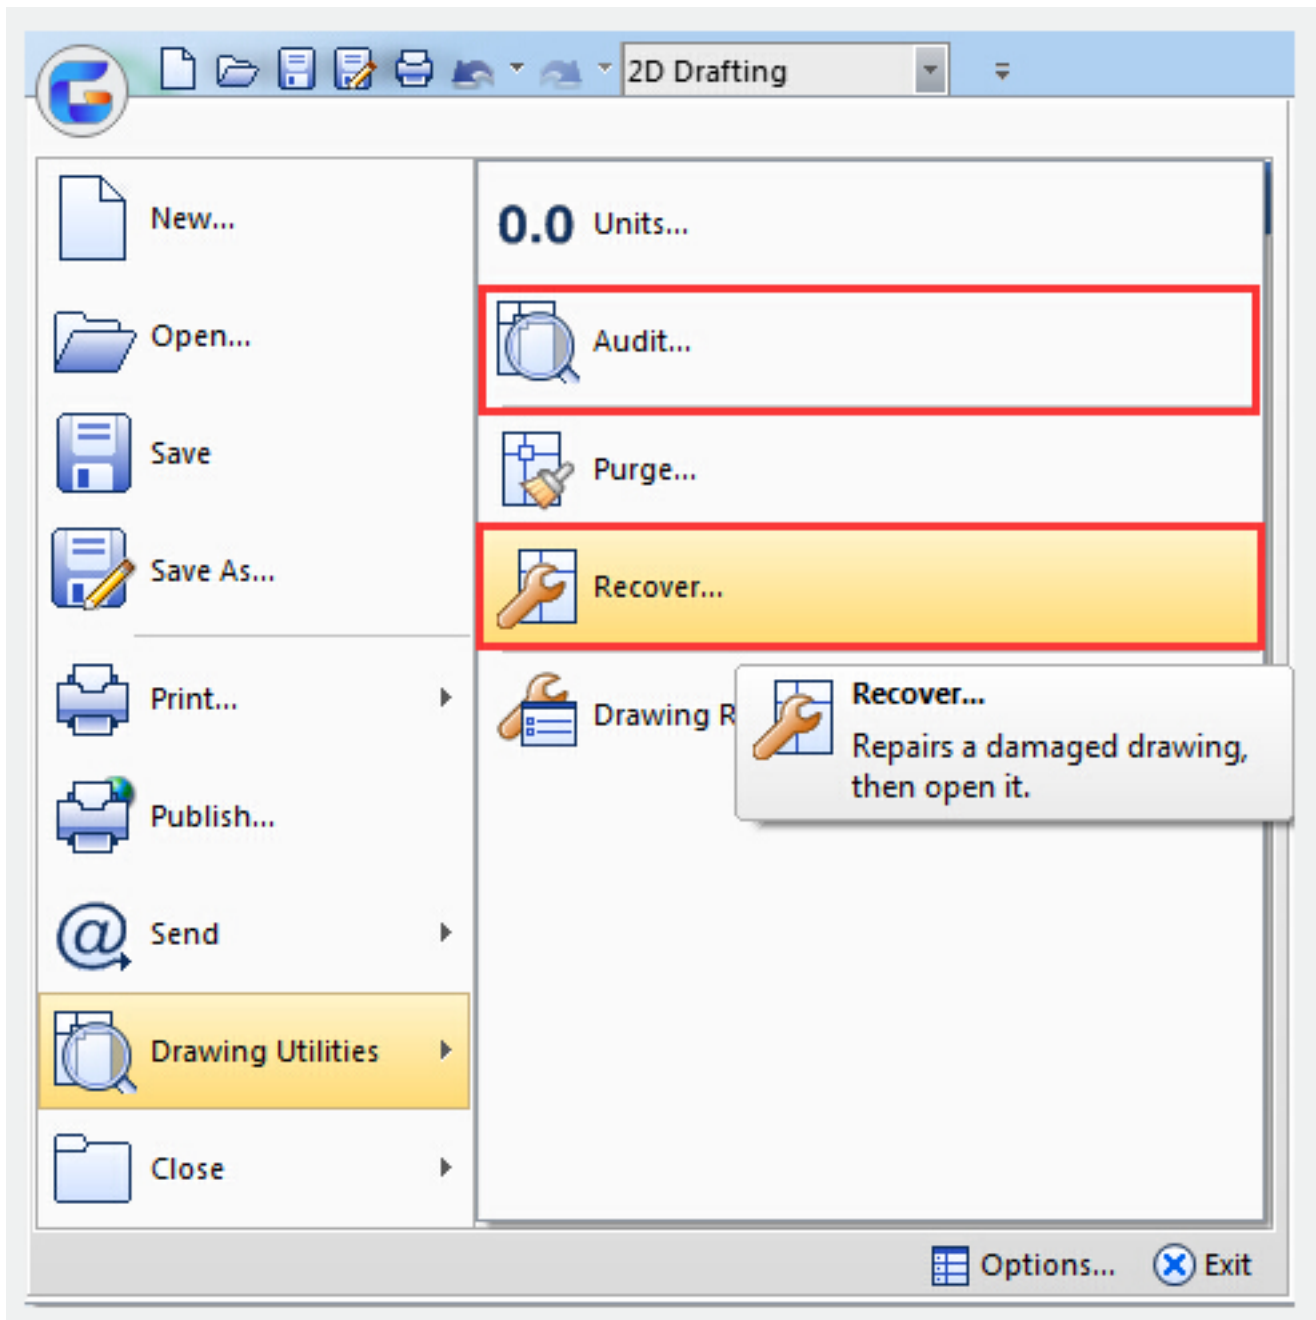 2D Drafting
New...
Open...
Save
Save As...
Print...
Publish...
Send
Drawing Utilities
Close
0.0 Units...
Audit...
Purge...
Recover...
Drawing R
Recover...
Repairs a damaged drawing,
then open it.
Options... Exit